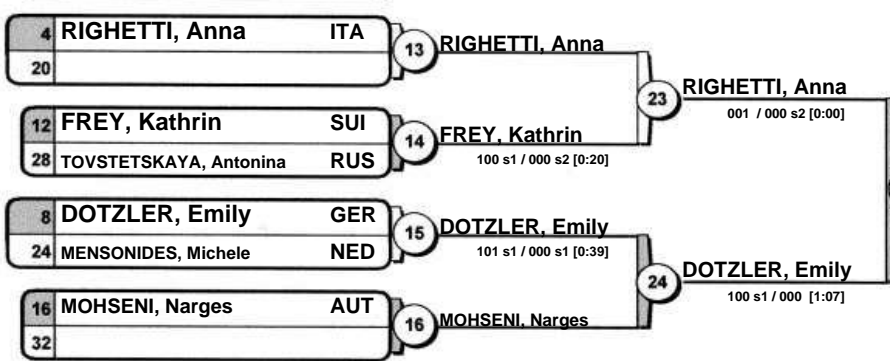 4 RIGHETTI, Anna ITA
20
13 RIGHETTI, Anna
12 FREY, Kathrin SUI
28 TOVSTETSKAYA, Antonina RUS
14 FREY, Kathrin
100 s1 / 000 s2 [0:20]
23 RIGHETTI, Anna
001 / 000 s2 [0:00]
8 DOTZLER, Emily GER
24 MENSONIDES, Michele NED
15 DOTZLER, Emily
101 s1 / 000 s1 [0:39]
16 MOHSENI, Narges AUT
32
16 MOHSENI, Narges
24 DOTZLER, Emily
100 s1 / 000 [1:07]